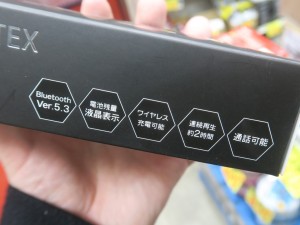 TEX
Bluetooth
Ver.5.3
電池残量
液晶表示
ワイヤレス
充電可能
連続再生
約2時間
通話可能